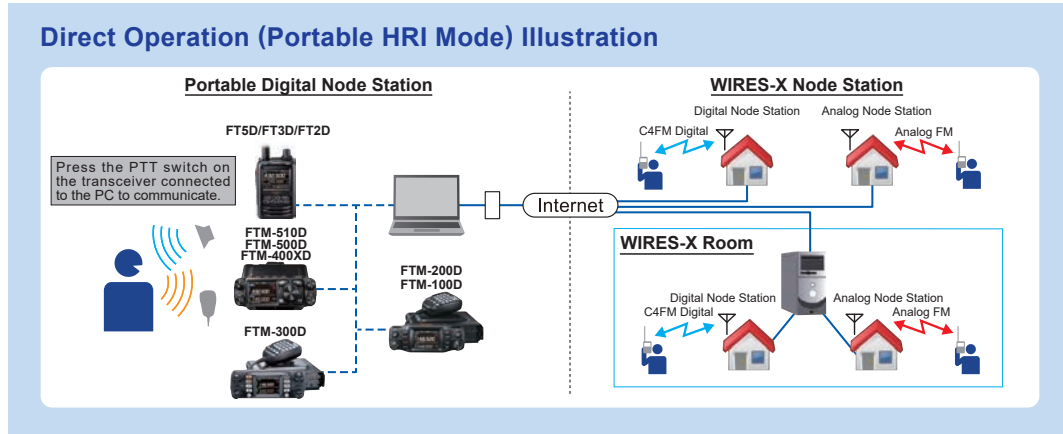 Direct Operation (Portable HRI Mode) Illustration
Portable Digital Node Station
FT5D/FT3D/FT2D
Press the PTT switch on
the transceiver connected
to the PC to communicate.
FTM-510D
FTM-500D
FTM-400XD
FTM-200D
FTM-100D
FTM-300D
Internet
WIRES-X Node Station
Digital Node Station
Analog Node Station
C4FM Digital
Analog FM
WIRES-X Room
Digital Node Station
Analog Node Station
C4FM Digital
Analog FM